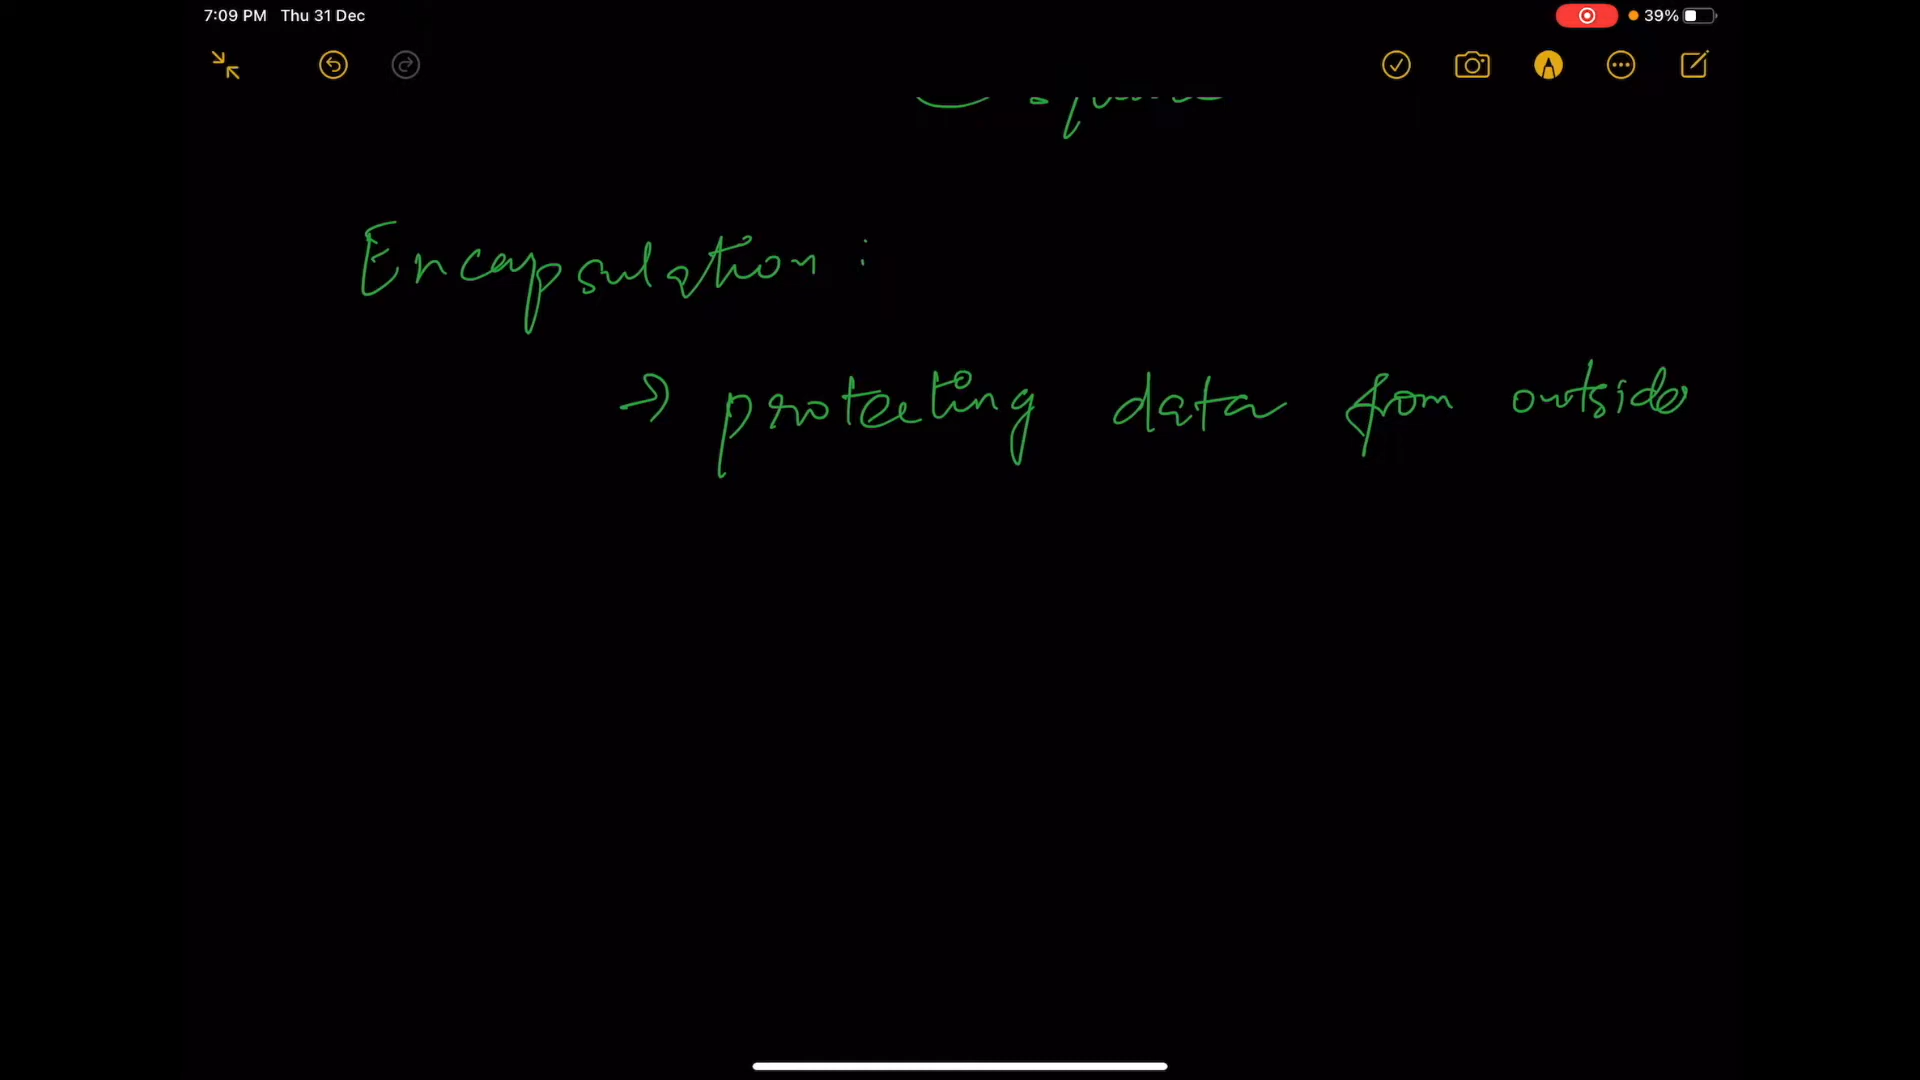 7:09 PM Thu 31 Dec
39%
Encapsulation :
→ protecting data from outside